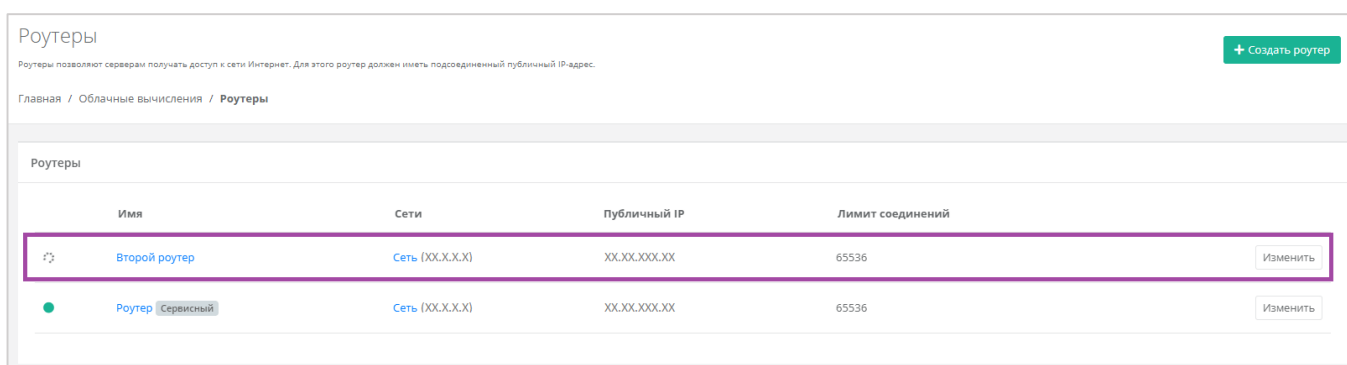 Роутеры
+ Создать роутер
Роутеры позволяют серверам получать доступ к сети Интернет. Для этого роутер должен иметь подсоединенный публичный IP-адрес.
Главная / Облачные вычисления / Роутеры
Роутеры
Имя Сети Публичный IP Лимит соединений
Второй роутер Сеть (XX.X.X.X) XX.XX.XXX.XX 65536 Изменить
Роутер Сервисный Сеть (XX.X.X.X) XX.XX.XXX.XX 65536 Изменить